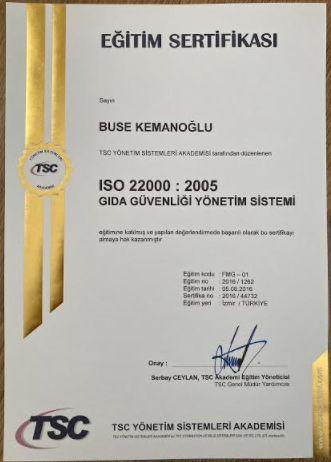 EĞİTİM SERTİFİKASI
Sayın
BUSE KEMANOĞLU
TSC YÖNETİM SİSTEMLERİ AKADEMİSİ tarafından düzenlenen
TSC
AKADEMİSİ
ISO 22000 : 2005
GIDA GÜVENLİĞİ YÖNETİM SİSTEMİ
eğitimine katılmış ve yapılan değerlendirmede başarılı olarak bu sertifikayı
almaya hak kazanmıştır
Eğitim kodu : FMG – 01
Eğitim no : 2016 / 1262
Eğitim tarihi : 05.06.2016
Sertifika no : 2016 / 44732
Eğitim yeri : İzmir / TÜRKİYE
Onay :
Serbay CEYLAN, TSC Akademi Eğitim Yöneticisi
TSC Genel Müdür Yardımcısı
TSC
TSC YÖNETİM SİSTEMLERİ AKADEMİSİ